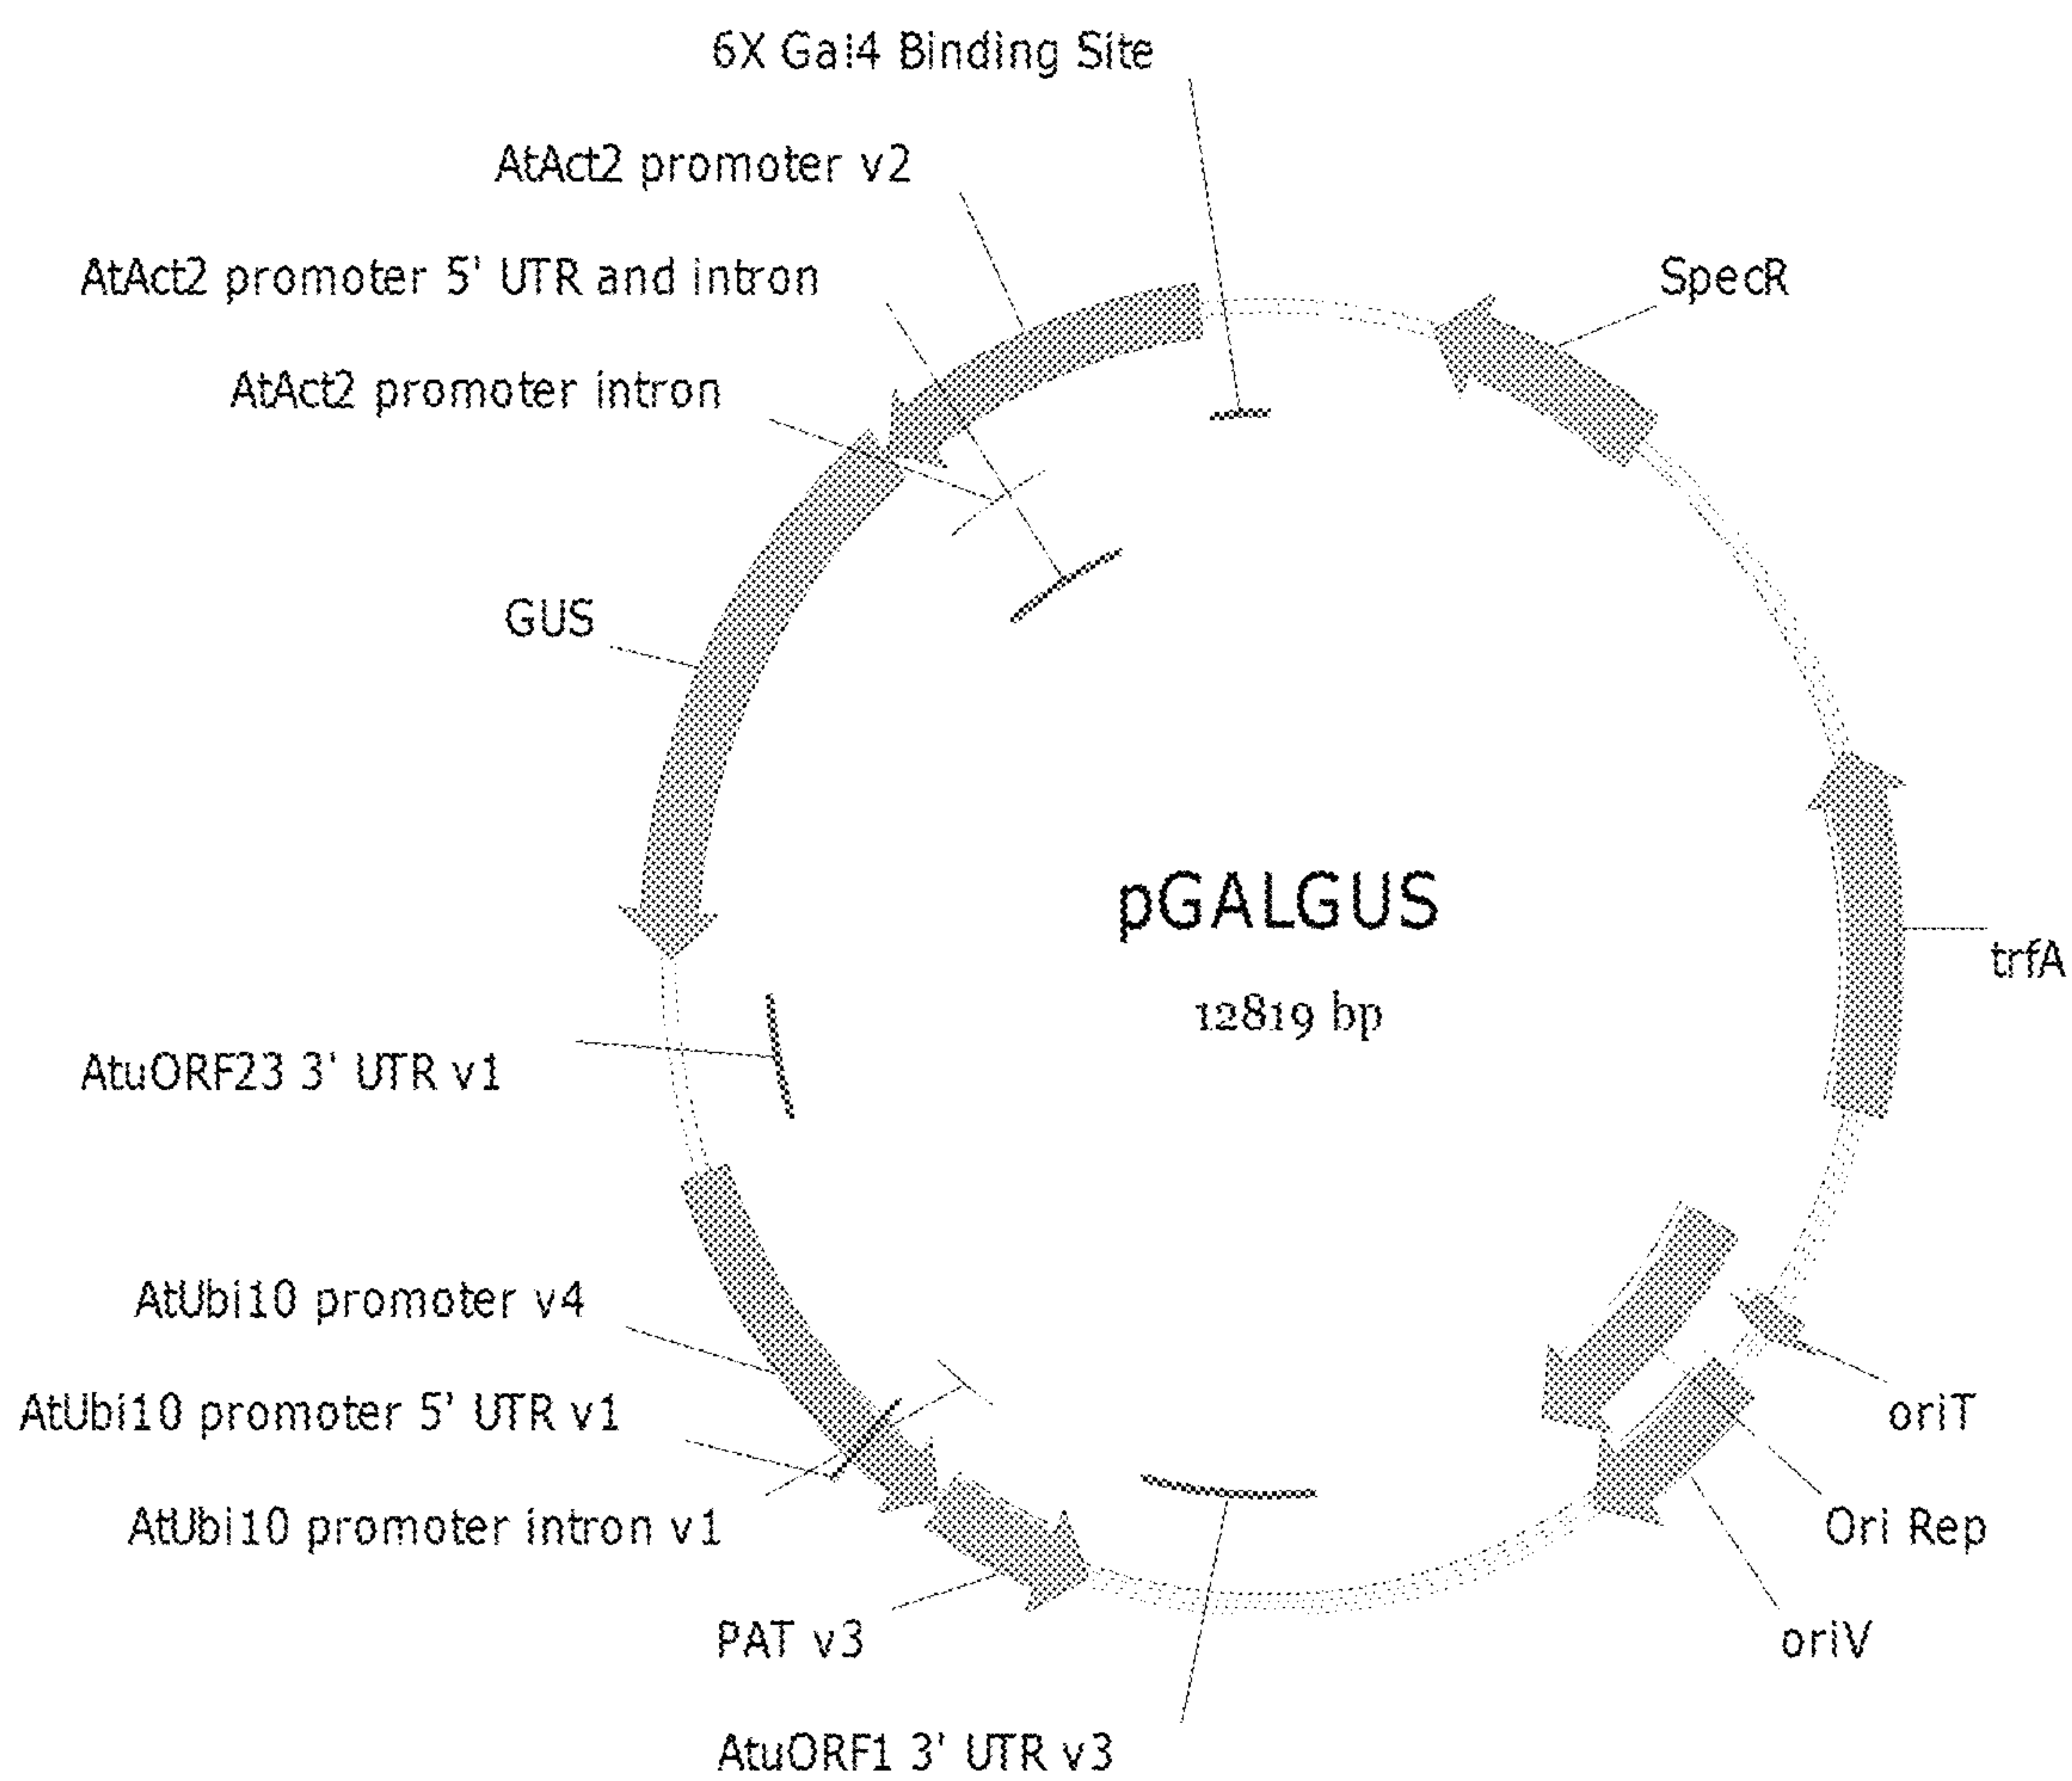 6X Gal4 Binding Site
AtAct2 promoter v2
AtAct2 promoter 5' UTR and intron
SpecR
AtAct2 promoter intron
GUS
pGALGUS
12819 bp
trfA
AtuORF23 3' UTR v1
AtUbi10 promoter v4
AtUbi10 promoter 5' UTR v1
oriT
AtUbi10 promoter intron v1
Ori Rep
PAT v3
oriV
AtuORF1 3' UTR v3